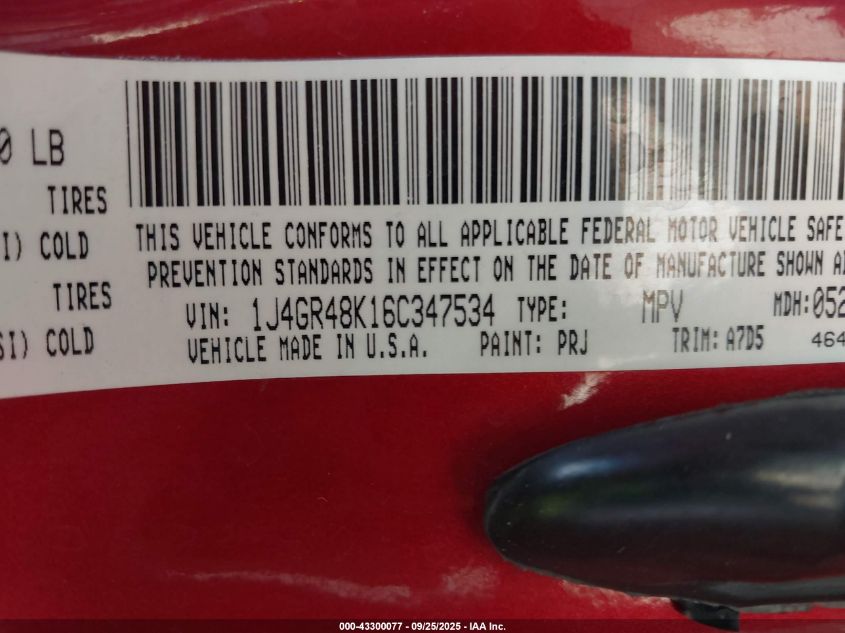 0 LB
TIRES
I) COLD
TIRES
SI) COLD
THIS VEHICLE CONFORMS TO ALL APPLICABLE FEDERAL MOTOR VEHICLE SAFE
PREVENTION STANDARDS IN EFFECT ON THE DATE OF MANUFACTURE SHOWN A
VIN: 1J4GR48K16C347534 TYPE: MPV MDH:052
VEHICLE MADE IN U.S.A. PAINT: PRJ TRIM: A7D5 464
000-43300077 - 09/25/2025 - IAA Inc.